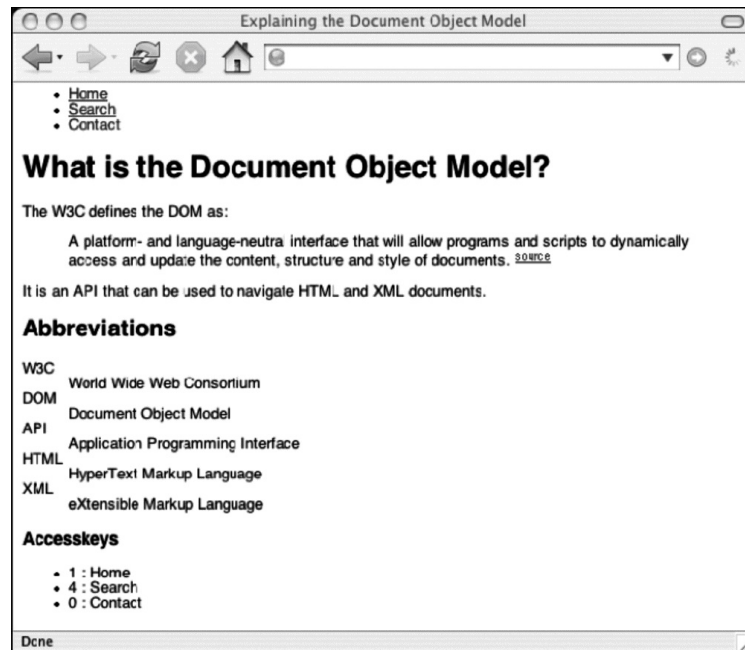 Explaining the Document Object Model
• Home
• Search
• Contact
What is the Document Object Model?
The W3C defines the DOM as:
A platform- and language-neutral interface that will allow programs and scripts to dynamically
access and update the content, structure and style of documents. source
It is an API that can be used to navigate HTML and XML documents.
Abbreviations
W3C
World Wide Web Consortium
DOM
Document Object Model
API
Application Programming Interface
HTML
HyperText Markup Language
XML
eXtensible Markup Language
Accesskeys
• 1 : Home
• 4 : Search
• 0 : Contact
Done